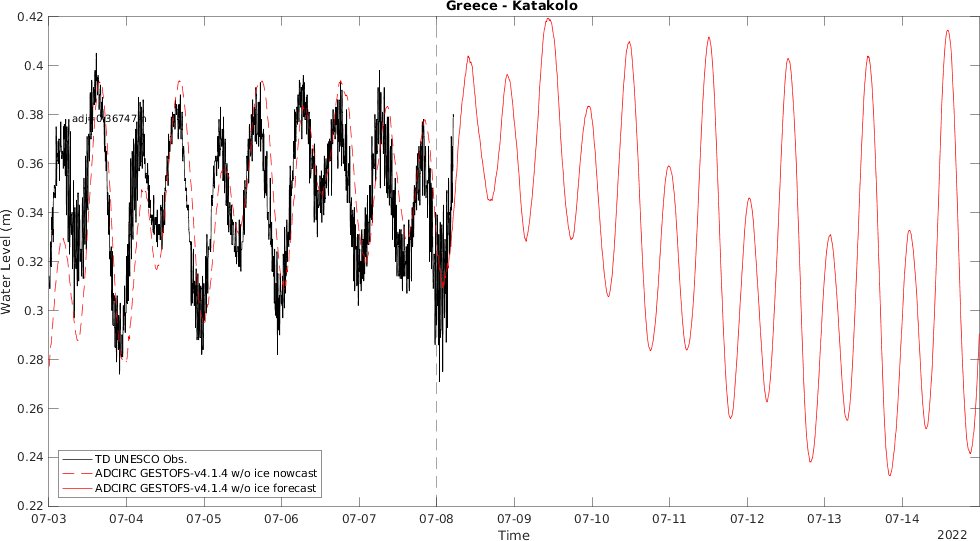 Greece - Katakolo
0.42
0.4
0.38
0.36
0.34
0.32
0.3
0.28
0.26
0.24
0.22
Water Level (m)
TD UNESCO Obs.
ADCIRC GESTOFS-v4.1.4 w/o ice nowcast
ADCIRC GESTOFS-v4.1.4 w/o ice forecast
07-03 07-04 07-05 07-06 07-07 07-08 07-09 07-10 07-11 07-12 07-13 07-14
Time
2022